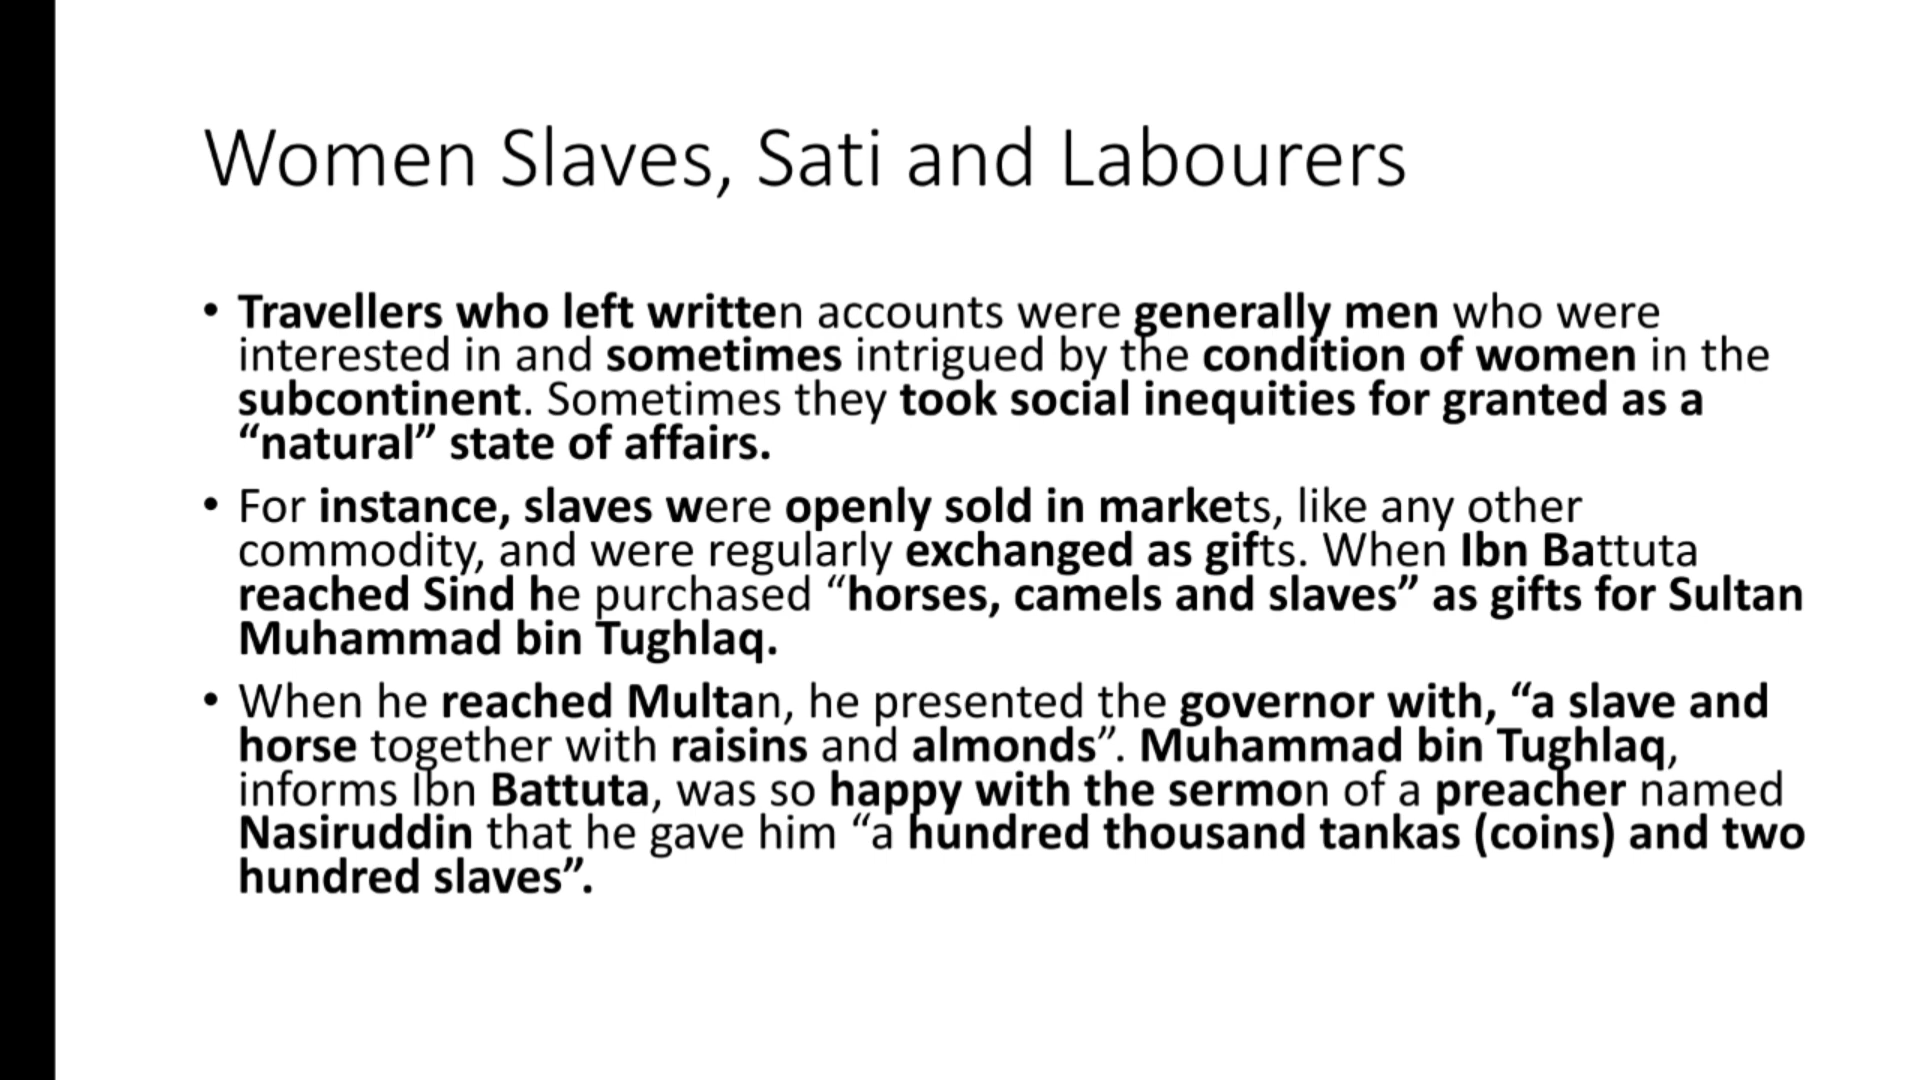 Women Slaves, Sati and Labourers
• Travellers who left written accounts were generally men who were
interested in and sometimes intrigued by the condition of women in the
subcontinent. Sometimes they took social inequities for granted as a
“natural” state of affairs.
• For instance, slaves were openly sold in markets, like any other
commodity, and were regularly exchanged as gifts. When Ibn Battuta
reached Sind he purchased “horses, camels and slaves” as gifts for Sultan
Muhammad bin Tughlaq.
• When he reached Multan, he presented the governor with, “a slave and
horse together with raisins and almonds”. Muhammad bin Tughlaq,
informs Ibn Battuta, was so happy with the sermon of a preacher named
Nasiruddin that he gave him “a hundred thousand tankas (coins) and two
hundred slaves”.